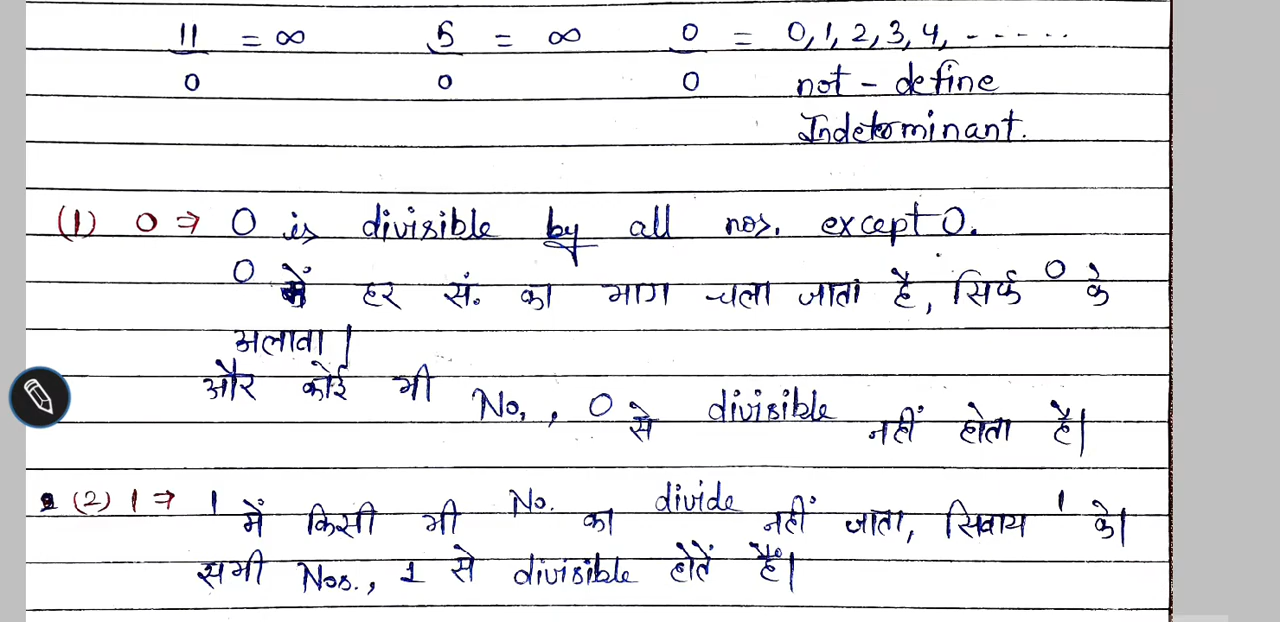 11 = ∞ 5 = ∞ 0 = 0, 1, 2, 3, 4, - - - - -
0 0 0 not - define
Indeterminant.
(1) 0 ⇒ 0 is divisible by all nos. except 0.
0 में हर सं. का भाग चला जाता है, सिर्फ 0 के
अलावा |
और कोई भी No., 0 से divisible नहीं होता है|
(2) 1 ⇒ 1 में किसी भी No. का divide नहीं जाता, सिवाय 1 के|
सभी Nos., 1 से divisible होतें हैं|